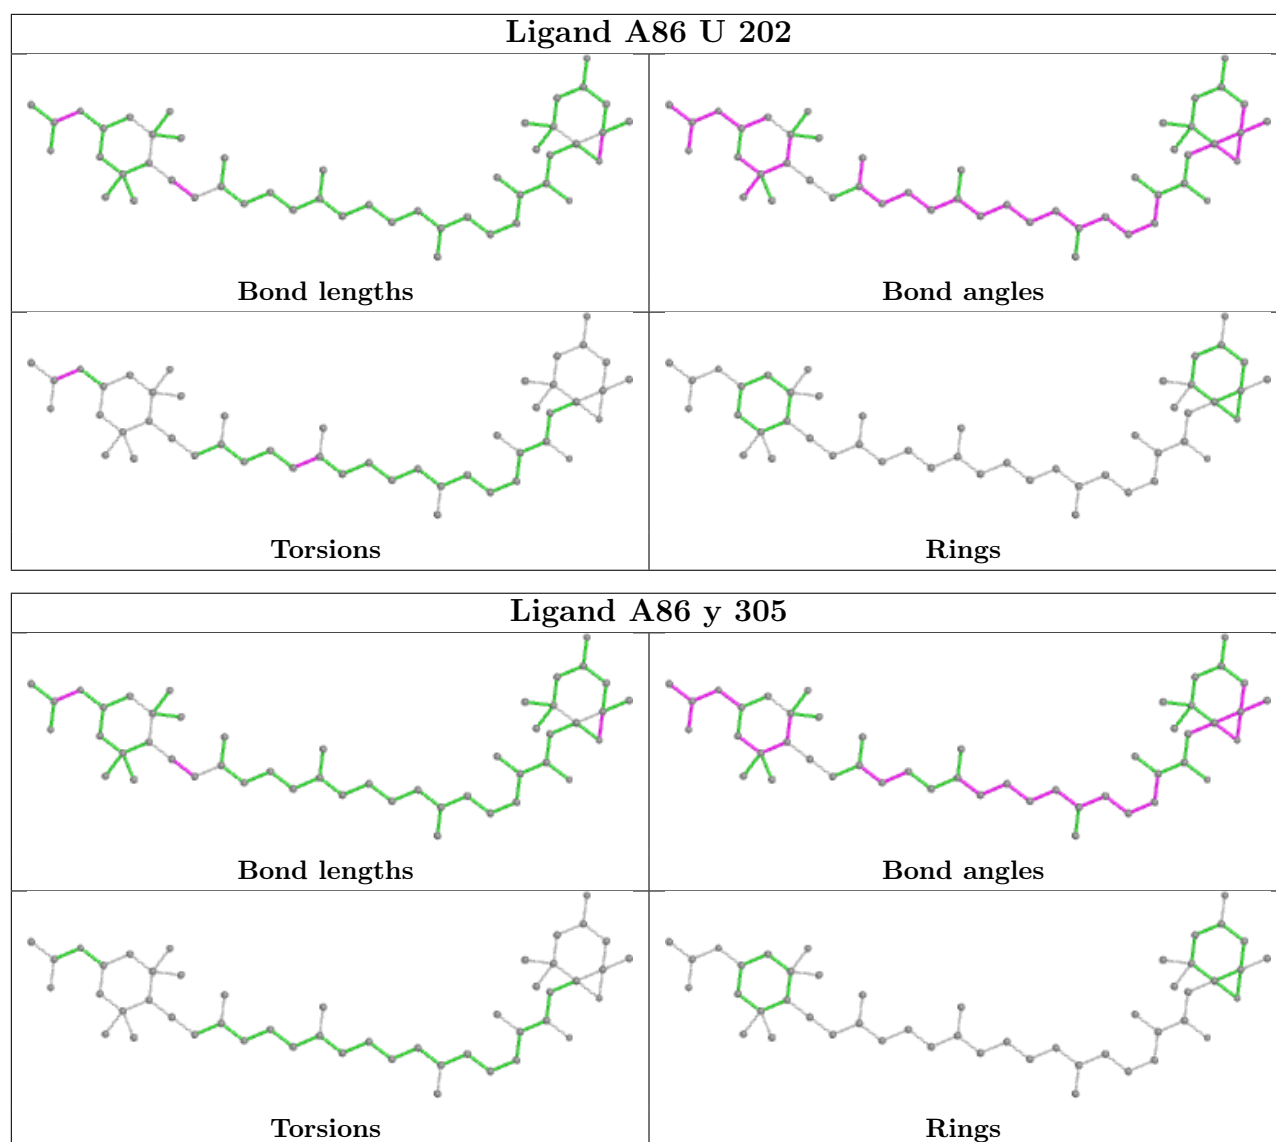 Ligand A86 U 202
Bond lengths
Bond angles
Torsions
Rings
Ligand A86 y 305
Bond lengths
Bond angles
Torsions
Rings